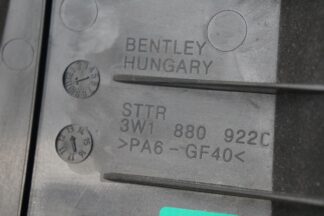 BENTLEY
HUNGARY
STTR
3W1 880 922C
>PA6-GF40<